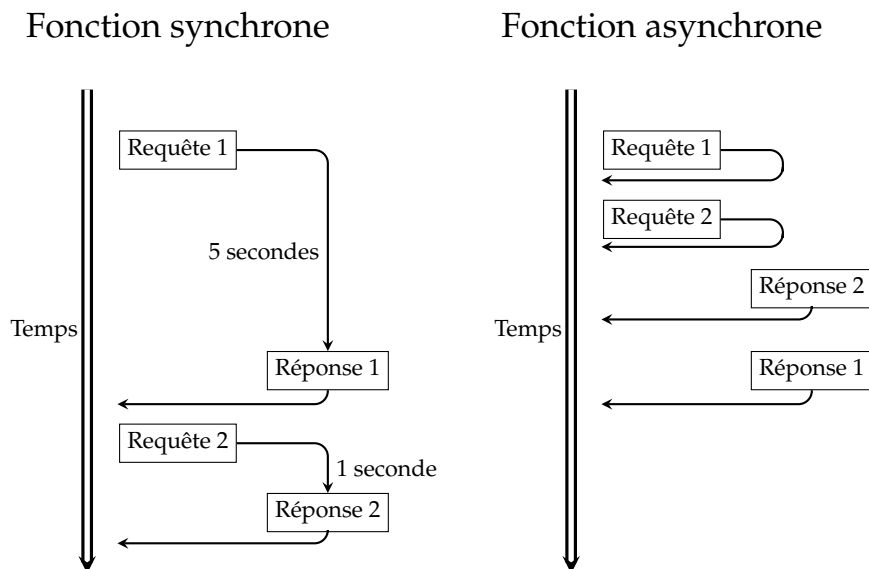 Fonction synchrone
Requête 1
5 secondes
Temps
Réponse 1
Requête 2
1 seconde
Réponse 2
Fonction asynchrone
Requête 1
Requête 2
Réponse 2
Temps
Réponse 1